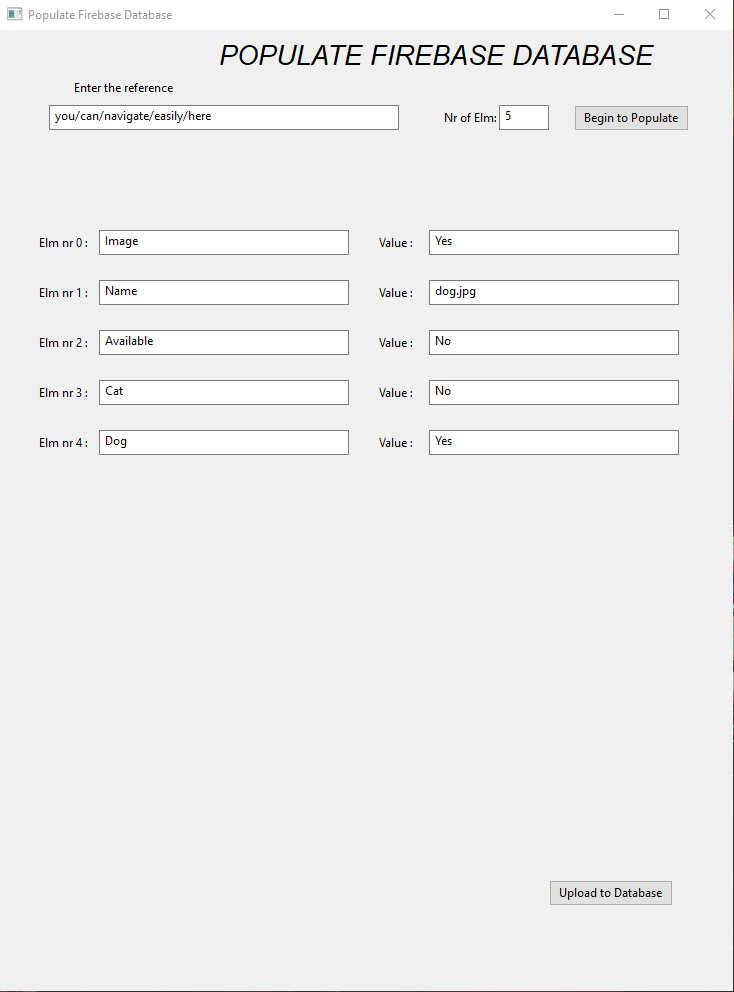 Populate Firebase Database
POPULATE FIREBASE DATABASE
Enter the reference
you/can/navigate/easily/here Nr of Elm: 5 Begin to Populate
Elm nr 0 : Image Value : Yes
Elm nr 1 : Name Value : dog.jpg
Elm nr 2 : Available Value : No
Elm nr 3 : Cat Value : No
Elm nr 4 : Dog Value : Yes
Upload to Database